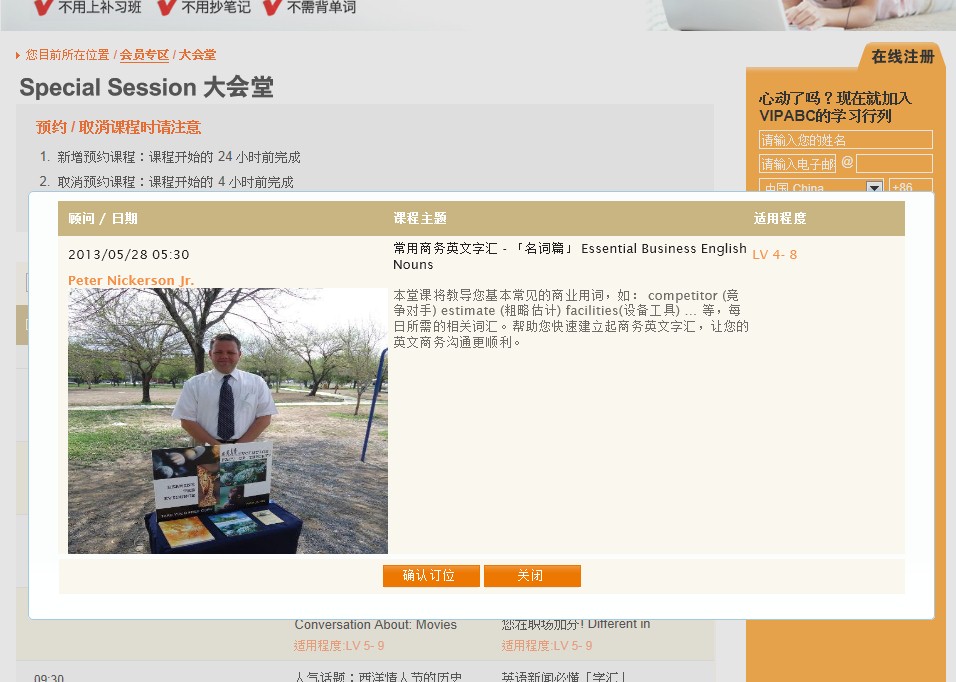 不用上补习班 不用抄笔记 不需背单词
您目前所在位置 / 会员专区 / 大会堂
Special Session 大会堂
在线注册
预约 / 取消课程时请注意
1. 新增预约课程：课程开始的 24 小时前完成
2. 取消预约课程：课程开始的 4 小时前完成
心动了吗？现在就加入
VIPABC的学习行列
请输入您的姓名
请输入电子邮 @
中国 China +86
顾问 / 日期 课程主题 适用程度
2013/05/28 05:30
常用商务英文字汇 - 「名词篇」 Essential Business English
Nouns
LV 4- 8
Peter Nickerson Jr.
本堂课将教导您基本常见的商业用词，如： competitor (竞
争对手) estimate (粗略估计) facilities(设备工具) ... 等，每
日所需的相关词汇。帮助您快速建立起商务英文字汇，让您的
英文商务沟通更顺利。
确认订位 关闭
Conversation About: Movies
您在职场加分! Different in
适用程度:LV 5- 9
适用程度:LV 5- 9
09:30
人气话题：西洋情人节的历史
英语新闻必懂「字汇」